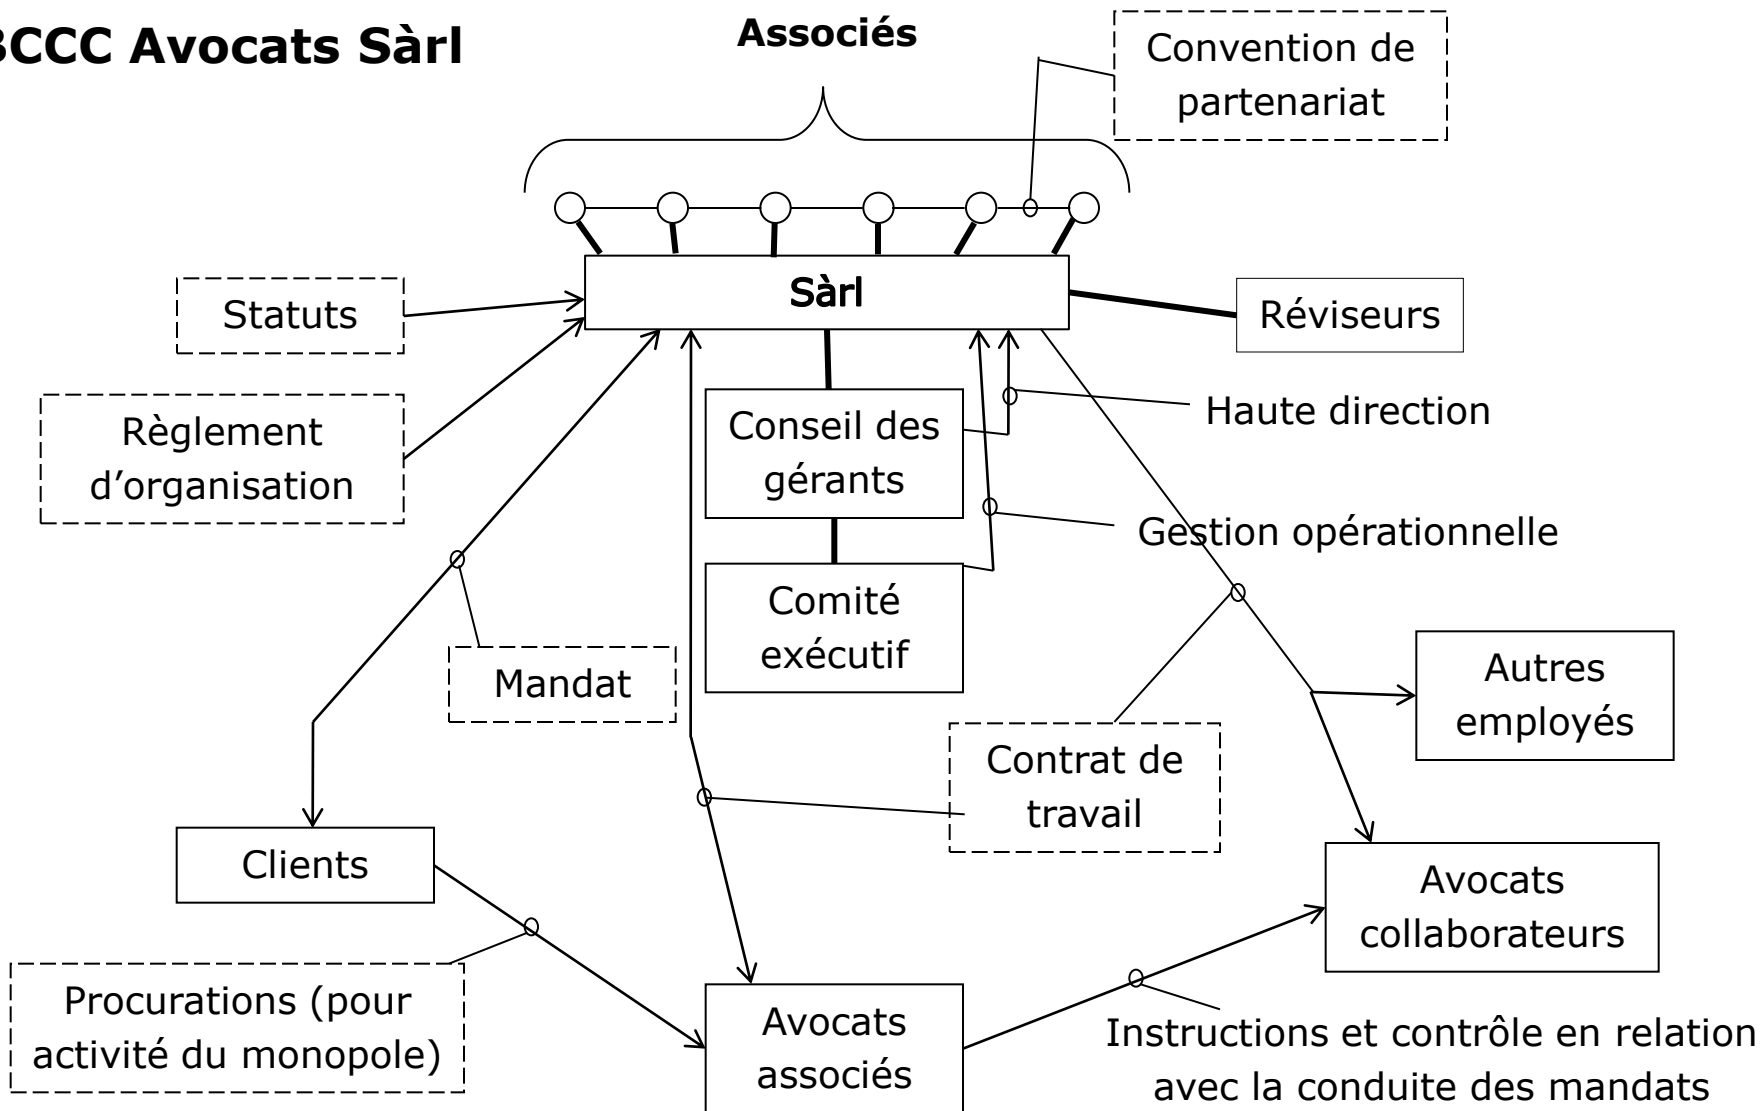 BCCC Avocats Sàrl
Associés
Convention de
partenariat
Statuts
Sàrl
Réviseurs
Règlement
d’organisation
Conseil des
gérants
Haute direction
Gestion opérationnelle
Comité
exécutif
Mandat
Autres
employés
Contrat de
travail
Clients
Avocats
collaborateurs
Procurations (pour
activité du monopole)
Avocats
associés
Instructions et contrôle en relation
avec la conduite des mandats